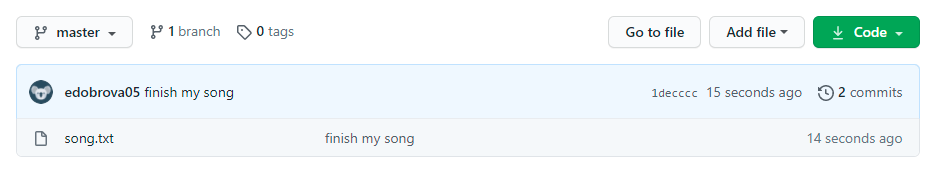 master 1 branch 0 tags Go to file Add file Code
edobrova05 finish my song 1decccc 15 seconds ago 2 commits
song.txt finish my song 14 seconds ago